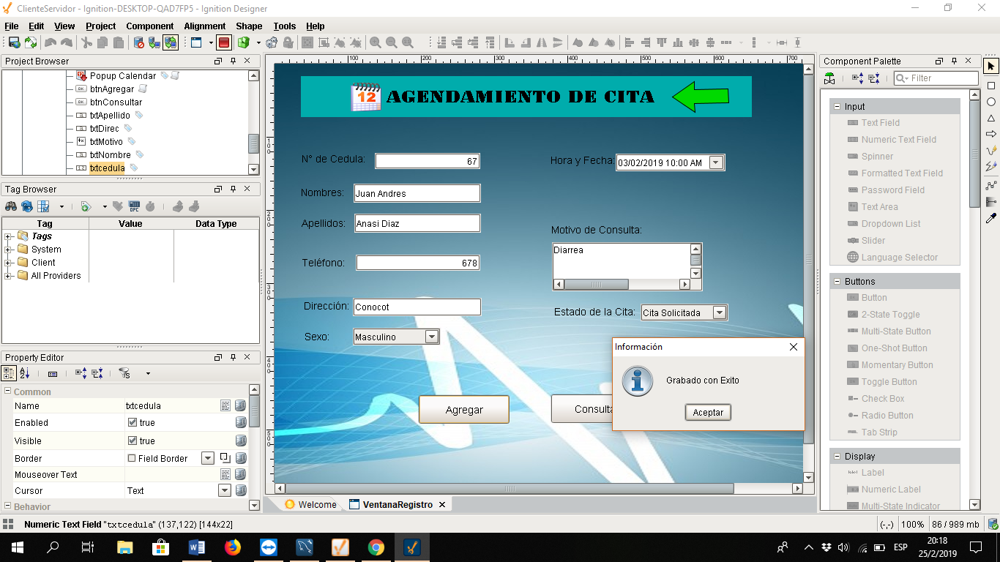 ClienteServidor - Ignition-DESKTOP-QAD7FP5 - Ignition Designer
File Edit View Project Component Alignment Shape Tools Help
Project Browser
Popup Calendar
btnAgregar
btnConsultar
txtApellido
txtDirec
txtMotivo
txtNombre
txtcedula
Tag Browser
Tag Value Data Type
Tags
System
Client
All Providers
Property Editor
Common
Name txtcedula
Enabled true
Visible true
Border Field Border
Mouseover Text
Cursor Text
Behavior
100 200 300 400 500 600 700
100
200
300
400
500
12 AGENDAMIENTO DE CITA
N° de Cedula: 67
Hora y Fecha: 03/02/2019 10:00 AM
Nombres: Juan Andres
Apellidos: Anasi Diaz
Motivo de Consulta:
Diarrea
Teléfono: 678
Dirección: Conocot
Estado de la Cita: Cita Solicitada
Sexo: Masculino
Agregar
Consulta
Información
Grabado con Exito
Aceptar
Welcome VentanaRegistro
Component Palette
Filter
Input
Text Field
Numeric Text Field
Spinner
Formatted Text Field
Password Field
Text Area
Dropdown List
Slider
Language Selector
Buttons
Button
2-State Toggle
Multi-State Button
One-Shot Button
Momentary Button
Toggle Button
Check Box
Radio Button
Tab Strip
Display
Label
Numeric Label
Multi-State Indicator
Numeric Text Field "txtcedula" (137,122) [144x22]
(-,-) 100% 86 / 989 mb
ESP
20:18
25/2/2019